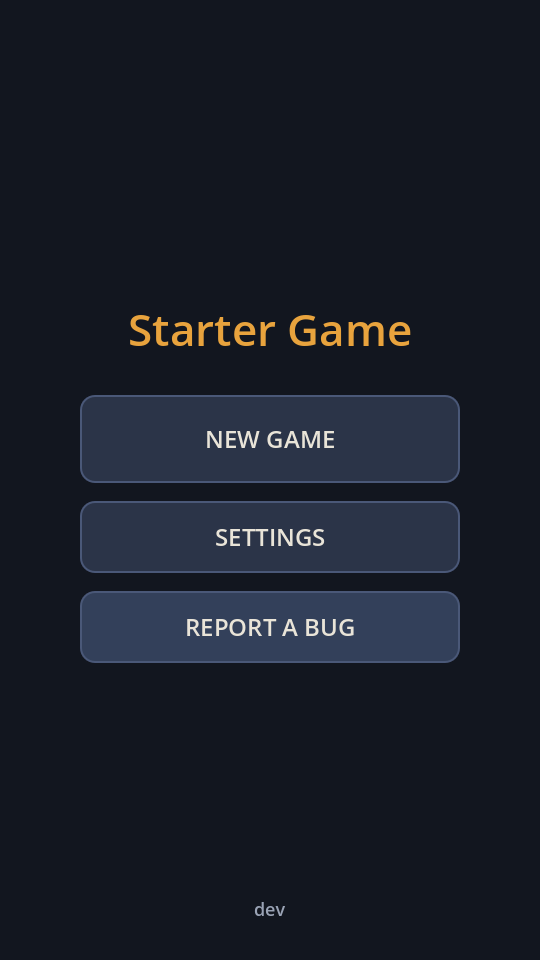 Starter Game
NEW GAME
SETTINGS
REPORT A BUG
dev